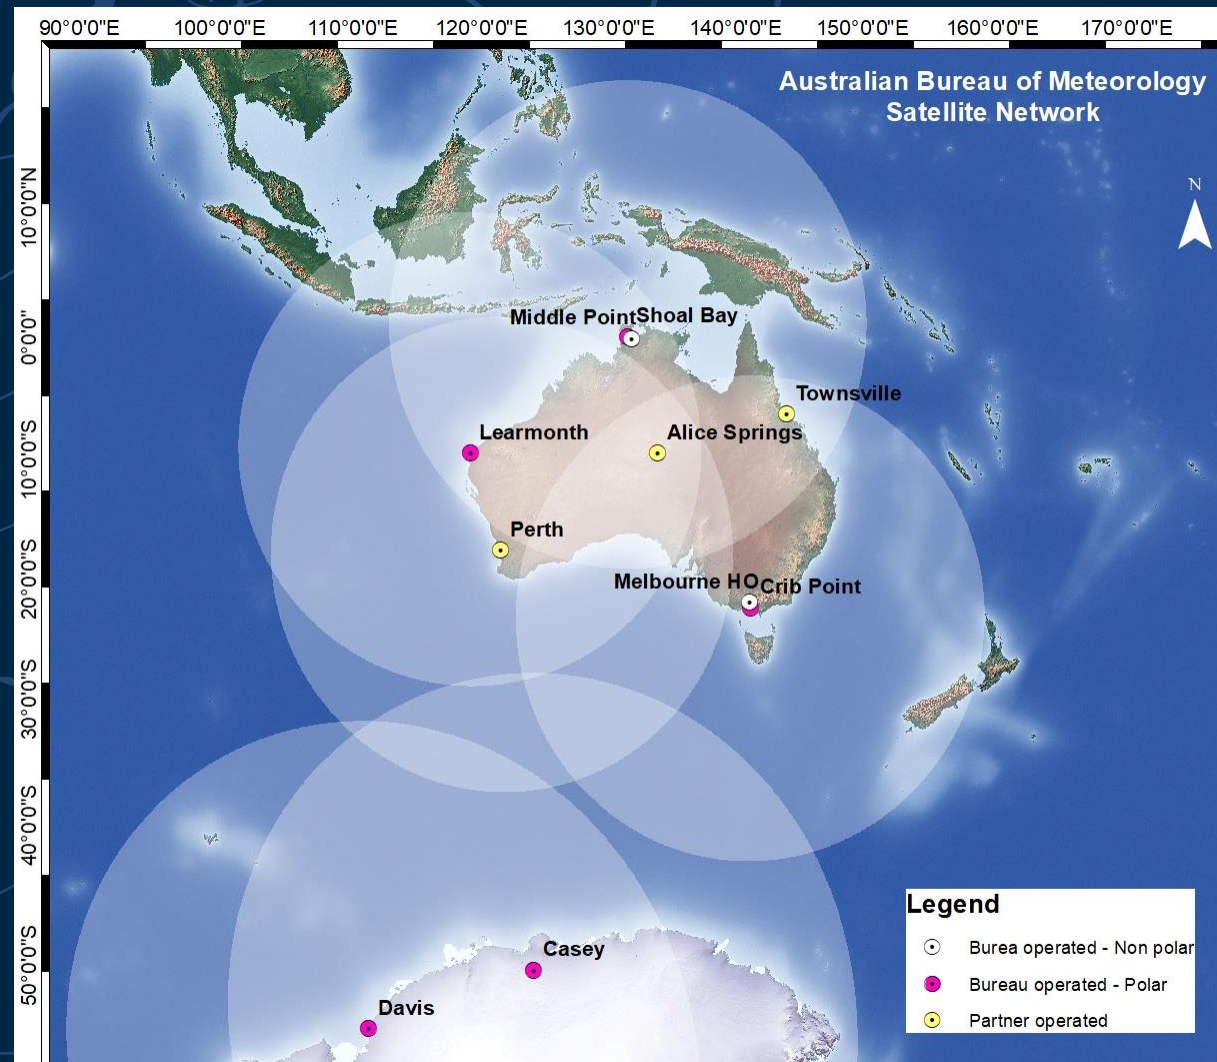 90°0'0"E 100°0'0"E 110°0'0"E 120°0'0"E 130°0'0"E 140°0'0"E 150°0'0"E 160°0'0"E 170°0'0"E
Australian Bureau of Meteorology
Satellite Network
N
10°0'0"N
0°0'0"
10°0'0"S
20°0'0"S
30°0'0"S
40°0'0"S
50°0'0"S
Middle Point Shoal Bay
Townsville
Learmonth Alice Springs
Perth
Melbourne HO Crib Point
Casey
Davis
Legend
Burea operated - Non polar
Bureau operated - Polar
Partner operated